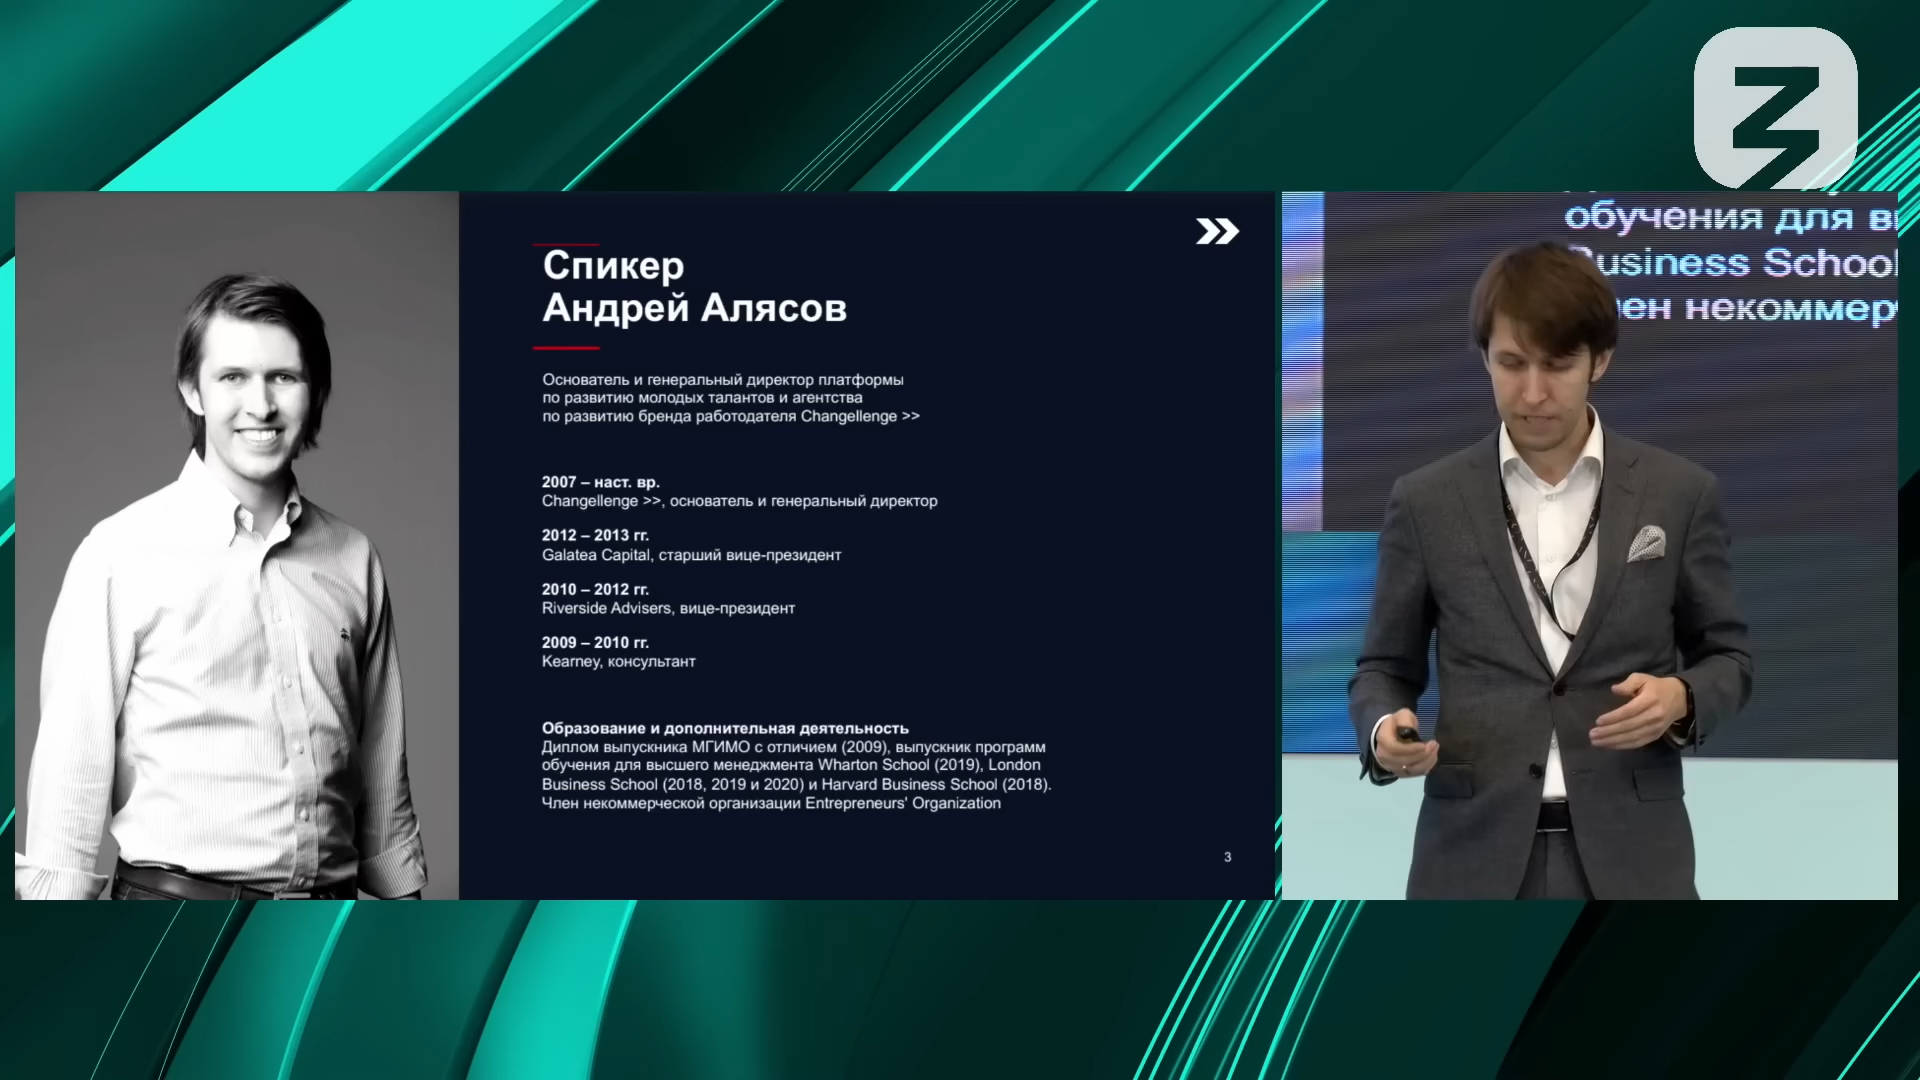 Спикер
Андрей Алясов
Основатель и генеральный директор платформы
по развитию молодых талантов и агентства
по развитию бренда работодателя Changellenge >>
2007 – наст. вр.
Changellenge >>, основатель и генеральный директор
2012 – 2013 гг.
Galatea Capital, старший вице-президент
2010 – 2012 гг.
Riverside Advisers, вице-президент
2009 – 2010 гг.
Kearney, консультант
Образование и дополнительная деятельность
Диплом выпускника МГИМО с отличием (2009), выпускник программ
обучения для высшего менеджмента Wharton School (2019), London
Business School (2018, 2019 и 2020) и Harvard Business School (2018).
Член некоммерческой организации Entrepreneurs' Organization
3
обучения для
usiness School
некоммер